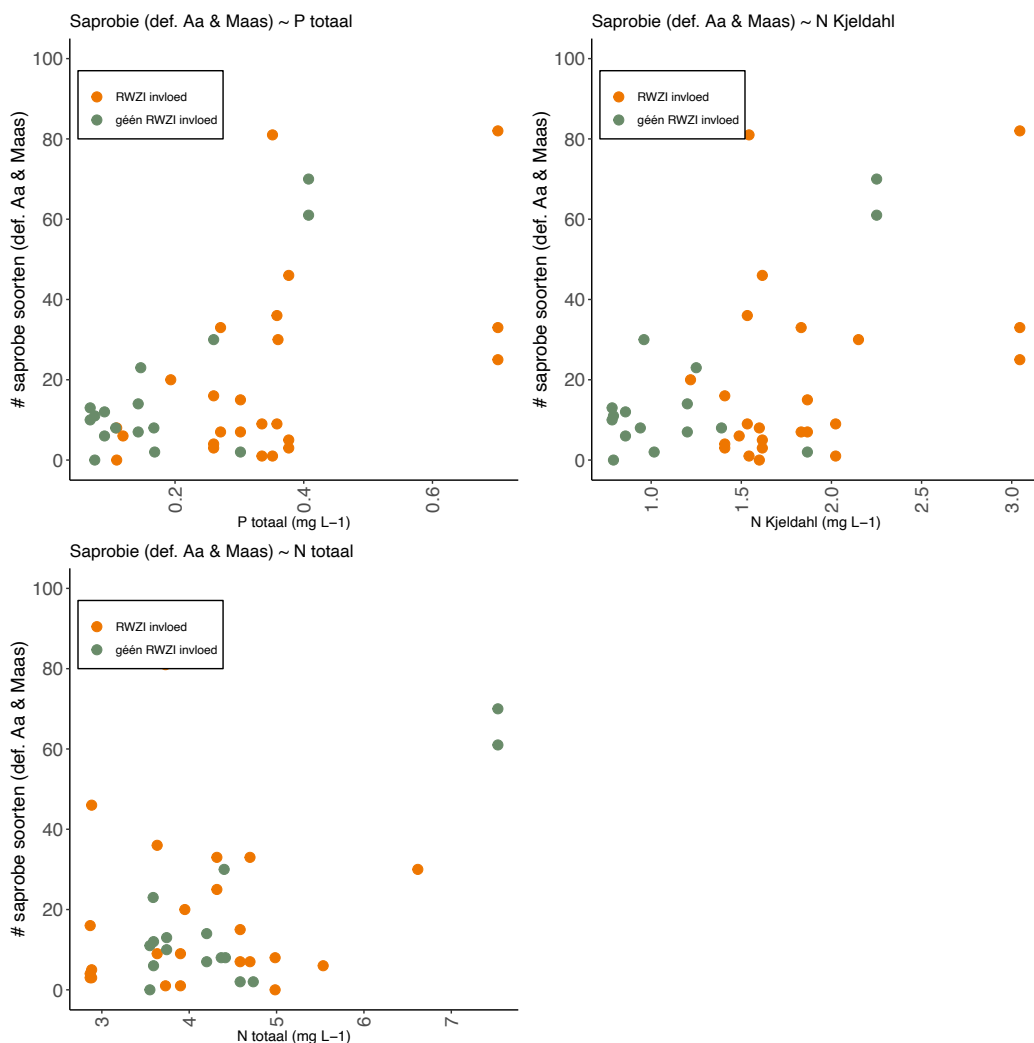 Saprobie (def. Aa & Maas) ~ P totaal
# saprobe soorten (def. Aa & Maas)
100
80
60
40
20
0
RWZI invloed
géén RWZI invloed
0.2
0.4
0.6
P totaal (mg L−1)
Saprobie (def. Aa & Maas) ~ N Kjeldahl
# saprobe soorten (def. Aa & Maas)
100
80
60
40
20
0
RWZI invloed
géén RWZI invloed
1.0
1.5
2.0
2.5
3.0
N Kjeldahl (mg L−1)
Saprobie (def. Aa & Maas) ~ N totaal
# saprobe soorten (def. Aa & Maas)
100
80
60
40
20
0
RWZI invloed
géén RWZI invloed
3
4
5
6
7
N totaal (mg L−1)